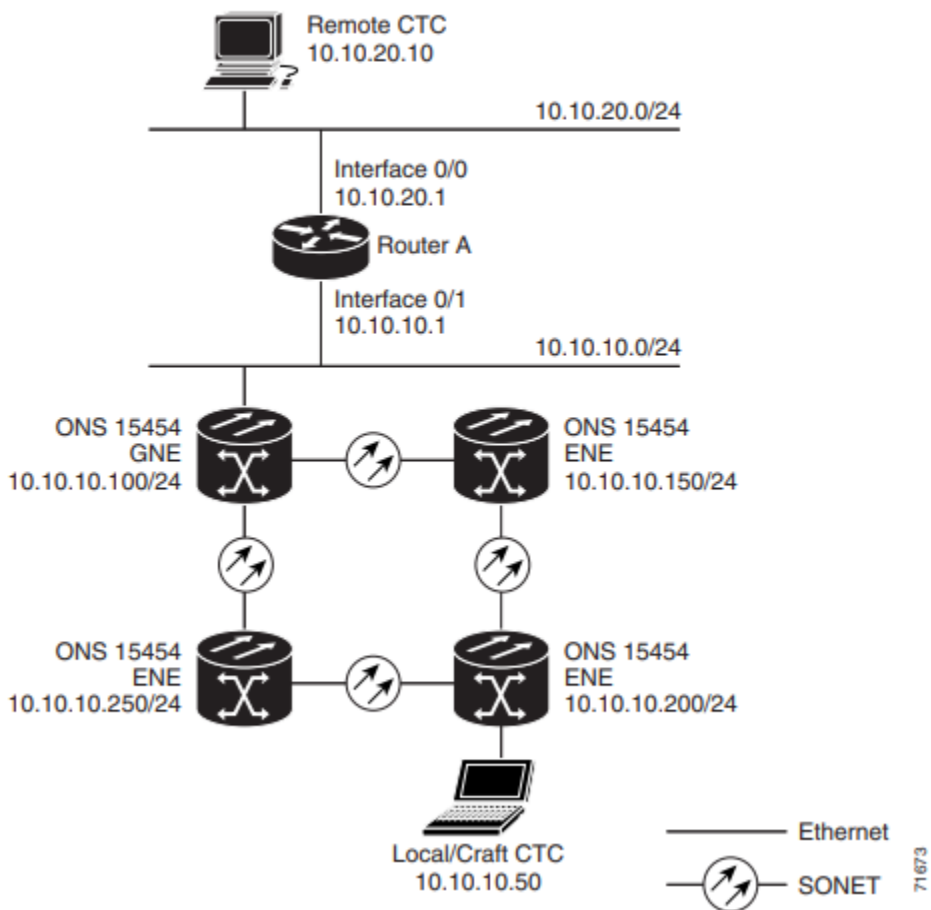 Remote CTC
10.10.20.10
10.10.20.0/24
Interface 0/0
10.10.20.1
Router A
Interface 0/1
10.10.10.1
10.10.10.0/24
ONS 15454
GNE
10.10.10.100/24
ONS 15454
ENE
10.10.10.150/24
ONS 15454
ENE
10.10.10.250/24
ONS 15454
ENE
10.10.10.200/24
Local/Craft CTC
10.10.10.50
Ethernet
SONET
71673